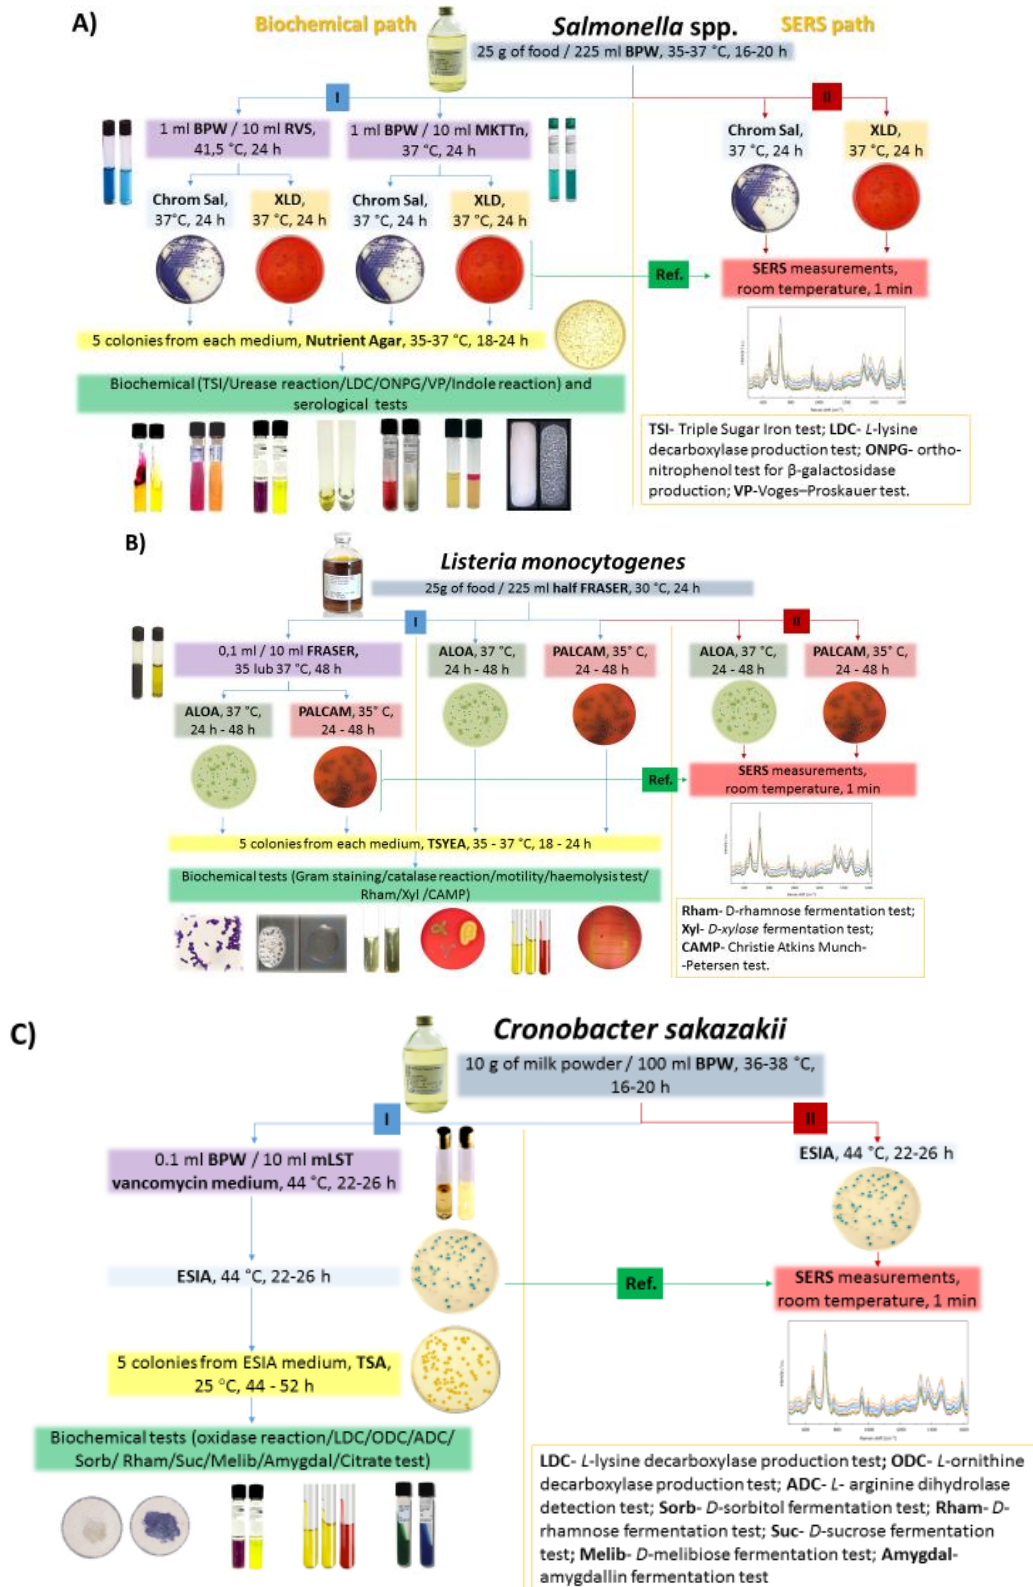 A)
Biochemical path
Salmonella spp.
SERS path
25 g of food / 225 ml BPW, 35-37 °C, 16-20 h
I
II
1 ml BPW / 10 ml RVS,
41,5 °C, 24 h
1 ml BPW / 10 ml MKTTn,
37 °C, 24 h
Chrom Sal,
37 °C, 24 h
XLD,
37 °C, 24 h
Chrom Sal,
37°C, 24 h
XLD,
37 °C, 24 h
Chrom Sal,
37 °C, 24 h
XLD,
37 °C, 24 h
Ref.
SERS measurements,
room temperature, 1 min
5 colonies from each medium, Nutrient Agar, 35-37 °C, 18-24 h
Biochemical (TSI/Urease reaction/LDC/ONPG/VP/Indole reaction) and
serological tests
TSI- Triple Sugar Iron test; LDC- L-lysine
decarboxylase production test; ONPG- ortho-
nitrophenol test for β-galactosidase
production; VP-Voges–Proskauer test.
B)
Listeria monocytogenes
25g of food / 225 ml half FRASER, 30 °C, 24 h
I
II
0,1 ml / 10 ml FRASER,
35 lub 37 °C, 48 h
ALOA, 37 °C,
24 h - 48 h
PALCAM, 35° C,
24 - 48 h
ALOA, 37 °C,
24 - 48 h
PALCAM, 35° C,
24 - 48 h
ALOA, 37 °C,
24 h - 48 h
PALCAM, 35° C,
24 - 48 h
Ref.
SERS measurements,
room temperature, 1 min
5 colonies from each medium, TSYEA, 35 - 37 °C, 18 - 24 h
Biochemical tests (Gram staining/catalase reaction/motility/haemolysis test/
Rham/Xyl /CAMP)
Rham- D-rhamnose fermentation test;
Xyl- D-xylose fermentation test;
CAMP- Christie Atkins Munch-
-Petersen test.
C)
Cronobacter sakazakii
10 g of milk powder / 100 ml BPW, 36-38 °C,
16-20 h
I
II
0.1 ml BPW / 10 ml mLST
vancomycin medium, 44 °C, 22-26 h
ESIA, 44 °C, 22-26 h
ESIA, 44 °C, 22-26 h
Ref.
SERS measurements,
room temperature, 1 min
5 colonies from ESIA medium, TSA,
25 °C, 44 - 52 h
Biochemical tests (oxidase reaction/LDC/ODC/ADC/
Sorb/ Rham/Suc/Melib/Amygdal/Citrate test)
LDC- L-lysine decarboxylase production test; ODC- L-ornithine
decarboxylase production test; ADC- L- arginine dihydrolase
detection test; Sorb- D-sorbitol fermentation test; Rham- D-
rhamnose fermentation test; Suc- D-sucrose fermentation
test; Melib- D-melibiose fermentation test; Amygdal-
amygdallin fermentation test